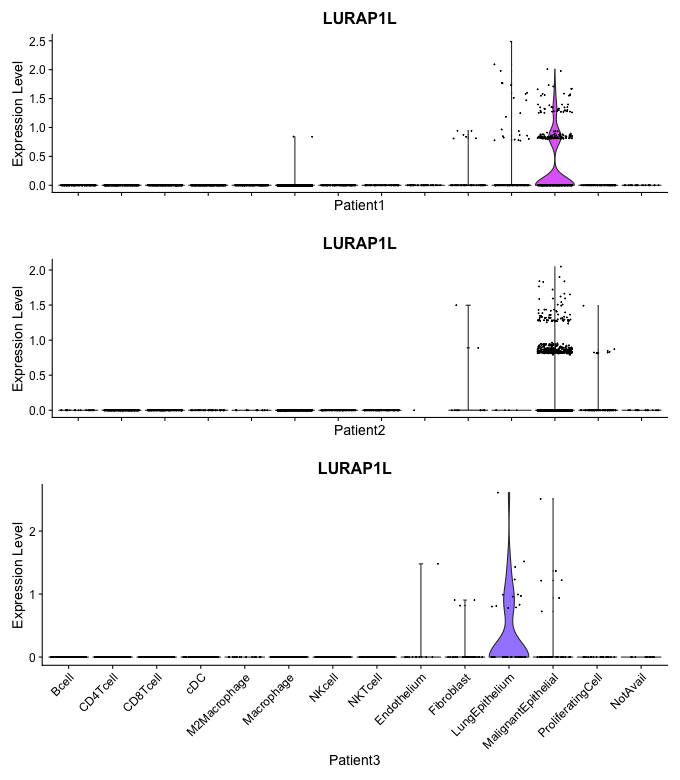 LURAP1L
Expression Level
2.5
2.0
1.5
1.0
0.5
0.0
Patient1
LURAP1L
Expression Level
2.0
1.5
1.0
0.5
0.0
Patient2
LURAP1L
Expression Level
2
1
0
Bcell
CD4Tcell
CD8Tcell
cDC
M2Macrophage
Macrophage
NKcell
NKTcell
Endothelium
Fibroblast
LungEpithelium
MalignantEpithelial
ProliferatingCell
NotAvail
Patient3